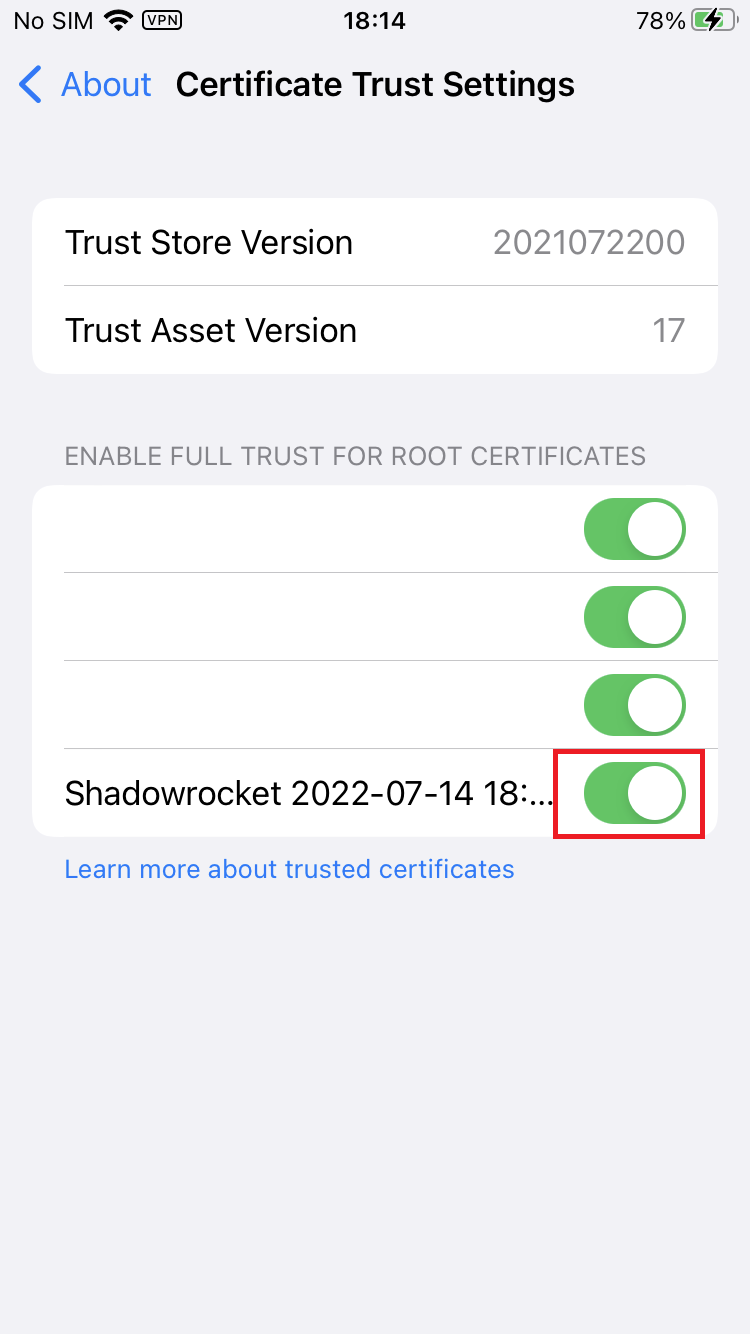 No SIM VPN 18:14 78%
About Certificate Trust Settings
Trust Store Version 2021072200
Trust Asset Version 17
ENABLE FULL TRUST FOR ROOT CERTIFICATES
Shadowrocket 2022-07-14 18:...
Learn more about trusted certificates